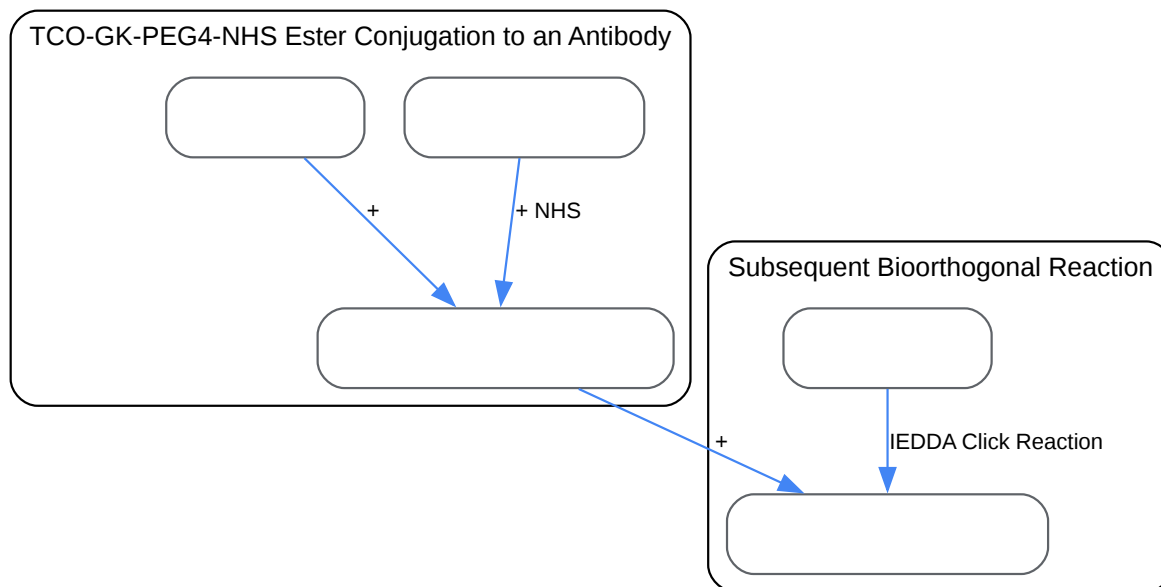 TCO-GK-PEG4-NHS Ester Conjugation to an Antibody
+
+ NHS
Subsequent Bioorthogonal Reaction
+
IEDDA Click Reaction